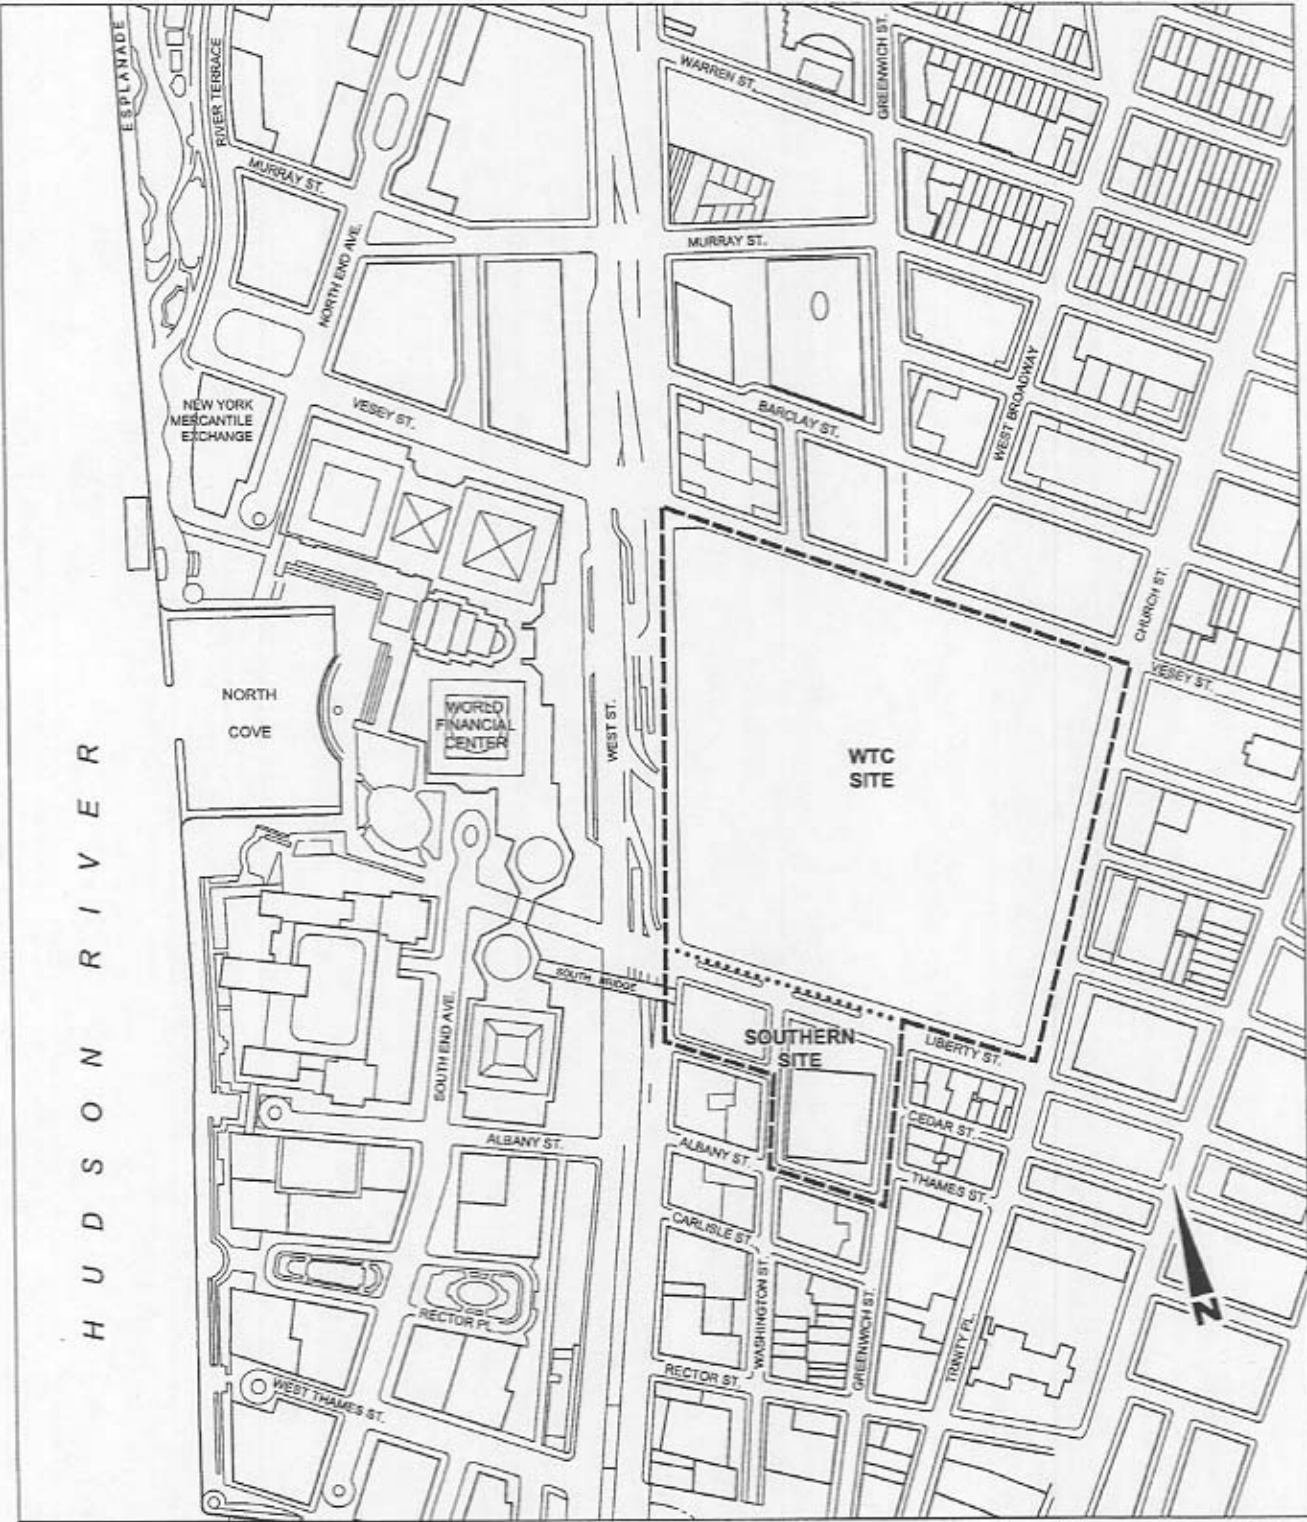 ESPLANADE
RIVER TERRACE
GREENWICH ST.
WARREN ST.
MURRAY ST.
MURRAY ST.
NORTH END AVE.
WEST BROADWAY
NEW YORK
MERCANTILE
EXCHANGE
VESEY ST.
BARCLAY ST.
CHURCH ST.
VESEY ST.
NORTH
COVE
WORLD
FINANCIAL
CENTER
WEST ST.
WTC
SITE
HUDSON RIVER
SOUTH BRIDGE
SOUTH END AVE.
SOUTHERN
SITE
LIBERTY ST.
CEDAR ST.
ALBANY ST.
ALBANY ST.
THAMES ST.
CARLISLE ST.
WASHINGTON ST.
GREENWICH ST.
TRINITY PL.
N
RECTOR PL.
RECTOR ST.
WEST THAMES ST.